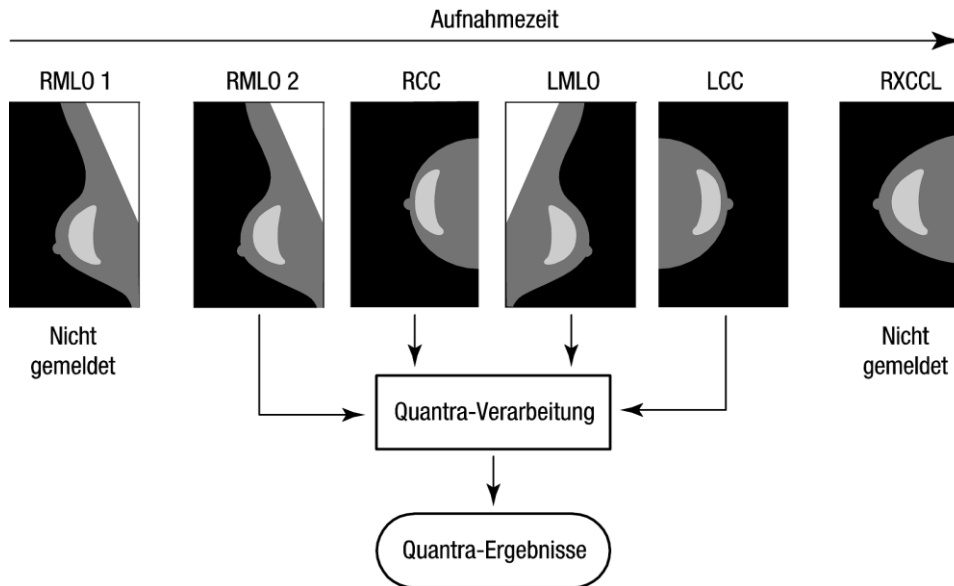 Aufnahmezeit
RMLO 1
RMLO 2
RCC
LMLO
LCC
RXCCL
Nicht
gemeldet
Nicht
gemeldet
Quantra-Verarbeitung
Quantra-Ergebnisse